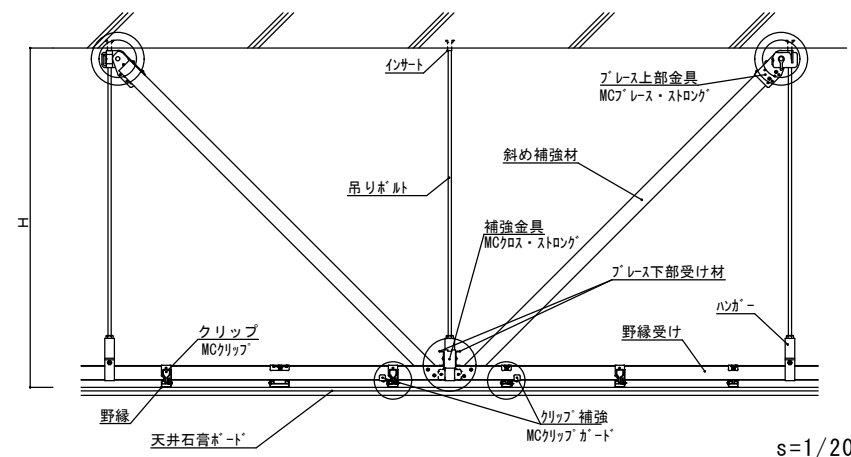 インサート
ブレース上部金具
MCブレース・ストロング
斜め補強材
吊りボルト
H
補強金具
MCクロス・ストロング
ブレース下部受け材
ハンガー
クリップ
MCクリップ
野縁受け
野縁
クリップ補強
MCクリップガード
天井石膏ボード
s=1/20